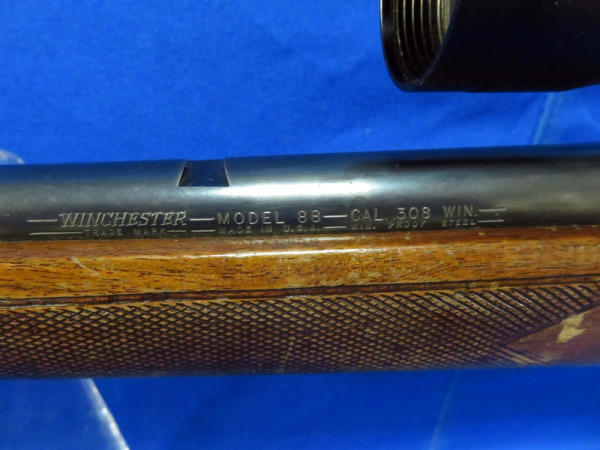 —WINCHESTER—MODEL 88—CAL. .308 WIN.—
TRADE MARK MADE IN U.S.A. WIN. PROOF STEEL